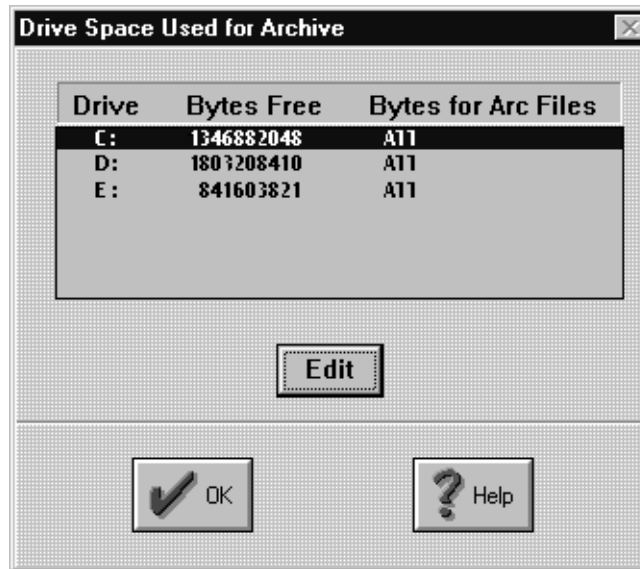 Drive Space Used for Archive
Drive Bytes Free Bytes for Arc Files
C: 1346882048 All
D: 1803208410 All
E: 841603821 All
Edit
OK
Help